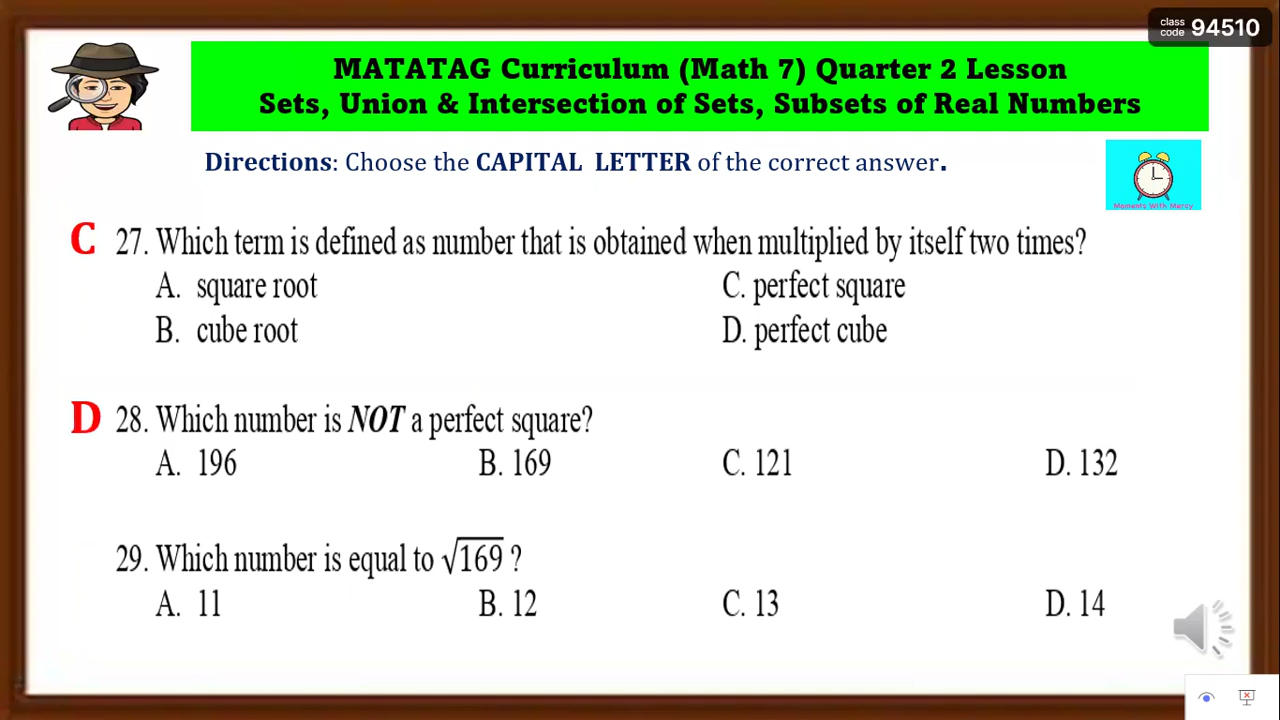 class code 94510
MATATAG Curriculum (Math 7) Quarter 2 Lesson
Sets, Union & Intersection of Sets, Subsets of Real Numbers
Directions: Choose the CAPITAL LETTER of the correct answer.
Moments With Mercy
C 27. Which term is defined as number that is obtained when multiplied by itself two times?
A. square root C. perfect square
B. cube root D. perfect cube
D 28. Which number is NOT a perfect square?
A. 196 B. 169 C. 121 D. 132
29. Which number is equal to √169 ?
A. 11 B. 12 C. 13 D. 14